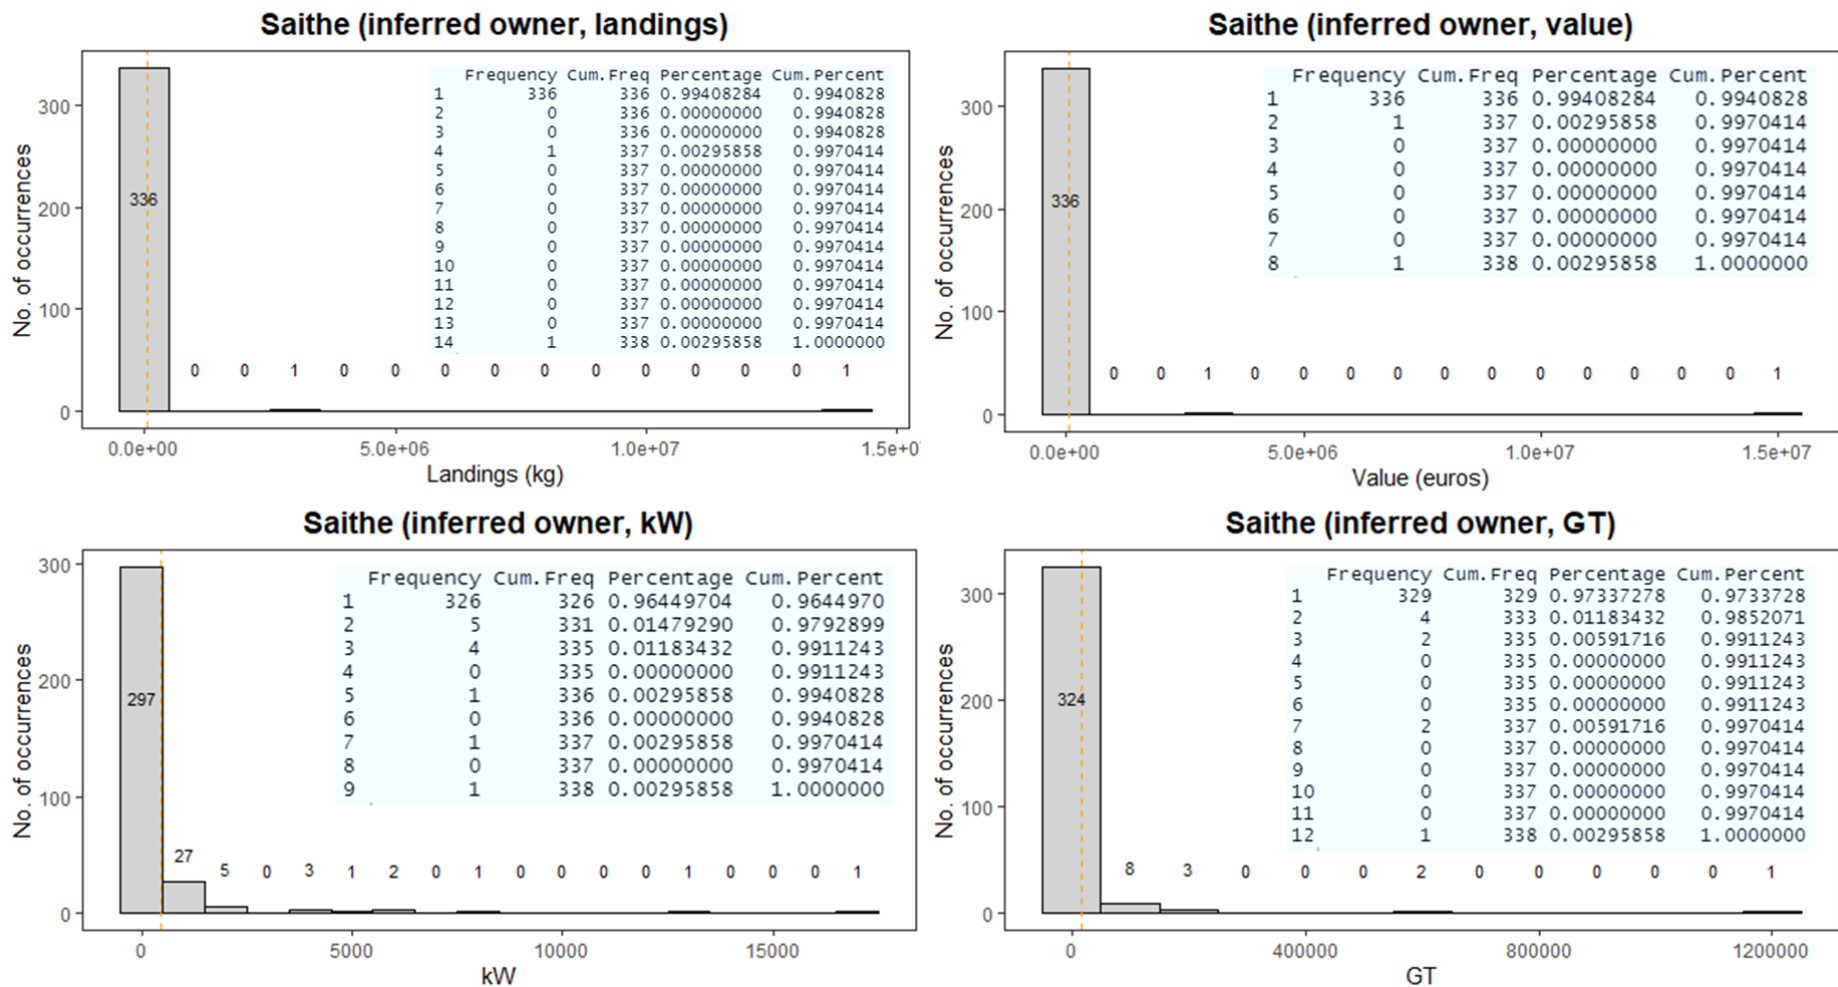 Saithe (inferred owner, landings)
No. of occurrences
300
200
100
0
336
0 0 1 0 0 0 0 0 0 0 0 0 0 1
Frequency Cum.Freq Percentage Cum.Percent
1 336 336 0.99408284 0.9940828
2 0 336 0.00000000 0.9940828
3 0 336 0.00000000 0.9940828
4 1 337 0.00295858 0.9970414
5 0 337 0.00000000 0.9970414
6 0 337 0.00000000 0.9970414
7 0 337 0.00000000 0.9970414
8 0 337 0.00000000 0.9970414
9 0 337 0.00000000 0.9970414
10 0 337 0.00000000 0.9970414
11 0 337 0.00000000 0.9970414
12 0 337 0.00000000 0.9970414
13 0 337 0.00000000 0.9970414
14 1 338 0.00295858 1.0000000
0.0e+00 5.0e+06 1.0e+07 1.5e+0
Landings (kg)
Saithe (inferred owner, value)
No. of occurrences
300
200
100
0
336
0 0 1 0 0 0 0 0 0 0 0 0 0 0 1
Frequency Cum.Freq Percentage Cum.Percent
1 336 336 0.99408284 0.9940828
2 1 337 0.00295858 0.9970414
3 0 337 0.00000000 0.9970414
4 0 337 0.00000000 0.9970414
5 0 337 0.00000000 0.9970414
6 0 337 0.00000000 0.9970414
7 0 337 0.00000000 0.9970414
8 1 338 0.00295858 1.0000000
0.0e+00 5.0e+06 1.0e+07 1.5e+07
Value (euros)
Saithe (inferred owner, kW)
No. of occurrences
300
200
100
0
297
27 5 0 3 1 2 0 1 0 0 0 0 1 0 0 0 1
Frequency Cum.Freq Percentage Cum.Percent
1 326 326 0.96449704 0.9644970
2 5 331 0.01479290 0.9792899
3 4 335 0.01183432 0.9911243
4 0 335 0.00000000 0.9911243
5 1 336 0.00295858 0.9940828
6 0 336 0.00000000 0.9940828
7 1 337 0.00295858 0.9970414
8 0 337 0.00000000 0.9970414
9 1 338 0.00295858 1.0000000
0 5000 10000 15000
kW
Saithe (inferred owner, GT)
No. of occurrences
300
200
100
0
324
8 3 0 0 0 2 0 0 0 0 0 1
Frequency Cum.Freq Percentage Cum.Percent
1 329 329 0.97337278 0.9733728
2 4 333 0.01183432 0.9852071
3 2 335 0.00591716 0.9911243
4 0 335 0.00000000 0.9911243
5 0 335 0.00000000 0.9911243
6 0 335 0.00000000 0.9911243
7 2 337 0.00591716 0.9970414
8 0 337 0.00000000 0.9970414
9 0 337 0.00000000 0.9970414
10 0 337 0.00000000 0.9970414
11 0 337 0.00000000 0.9970414
12 1 338 0.00295858 1.0000000
0 400000 800000 1200000
GT